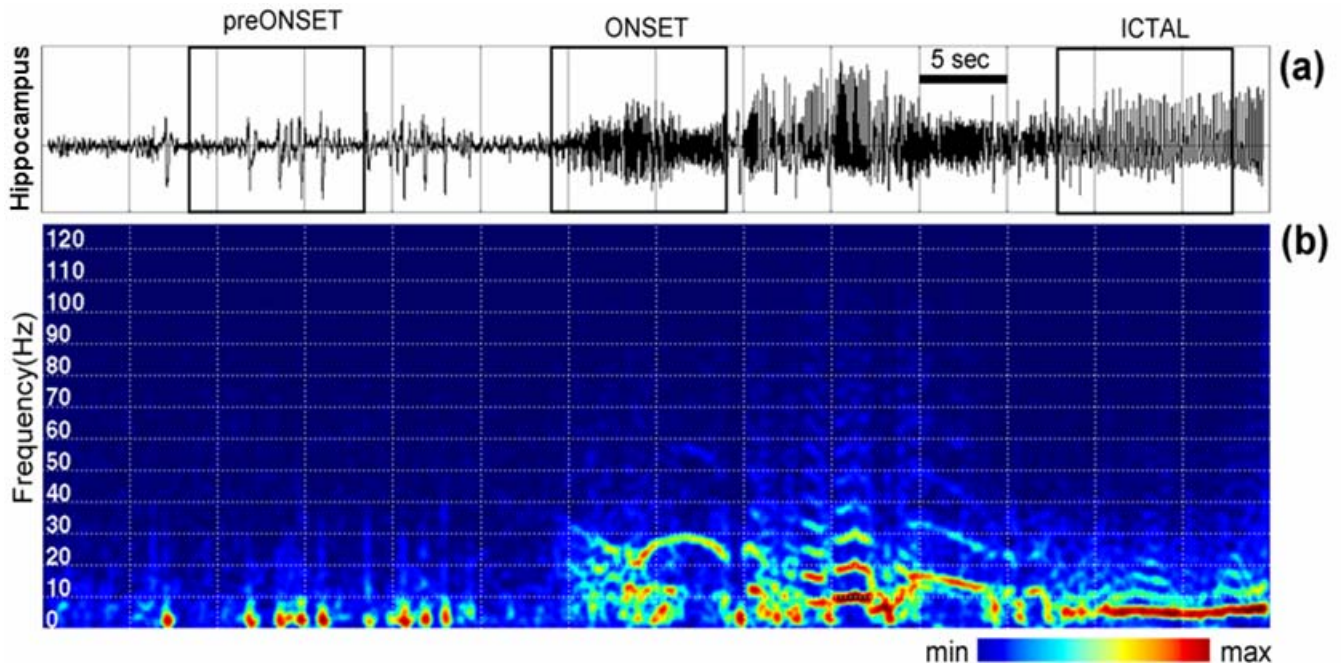 preONSET
ONSET
ICTAL
5 sec
(a)
Hippocampus
(b)
120
110
100
90
80
70
60
50
40
30
20
10
0
Frequency(Hz)
min
max